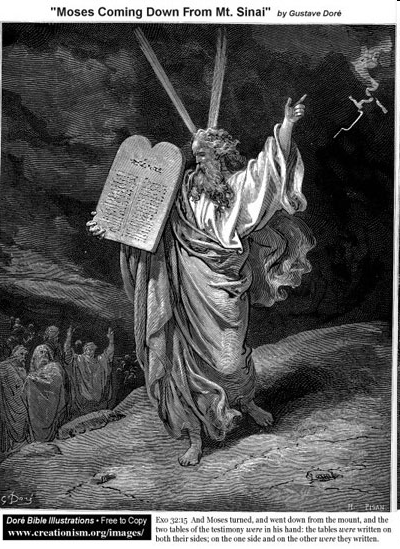 "Moses Coming Down From Mt. Sinai" by Gustave Doré
G. Doré
H. PISAN
Doré Bible Illustrations • Free to Copy
www.creationism.org/images/
Exo 32:15 And Moses turned, and went down from the mount, and the
two tables of the testimony were in his hand: the tables were written on
both their sides; on the one side and on the other were they written.